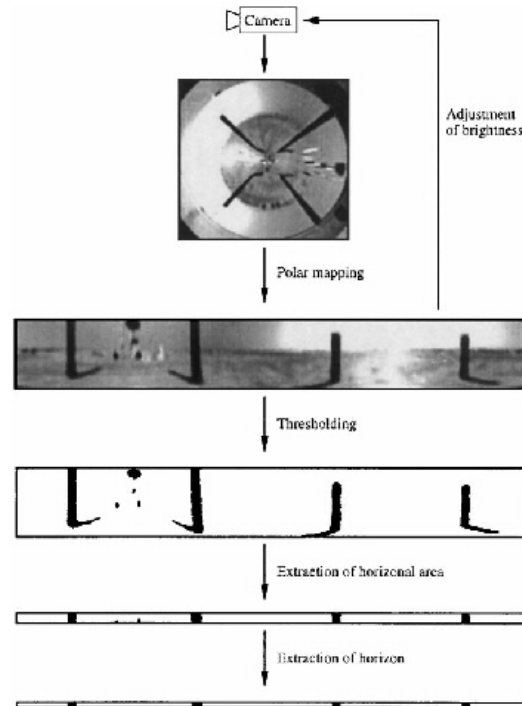 Camera
Adjustment
of brightness
Polar mapping
Thresholding
Extraction of horizonal area
Extraction of horizon